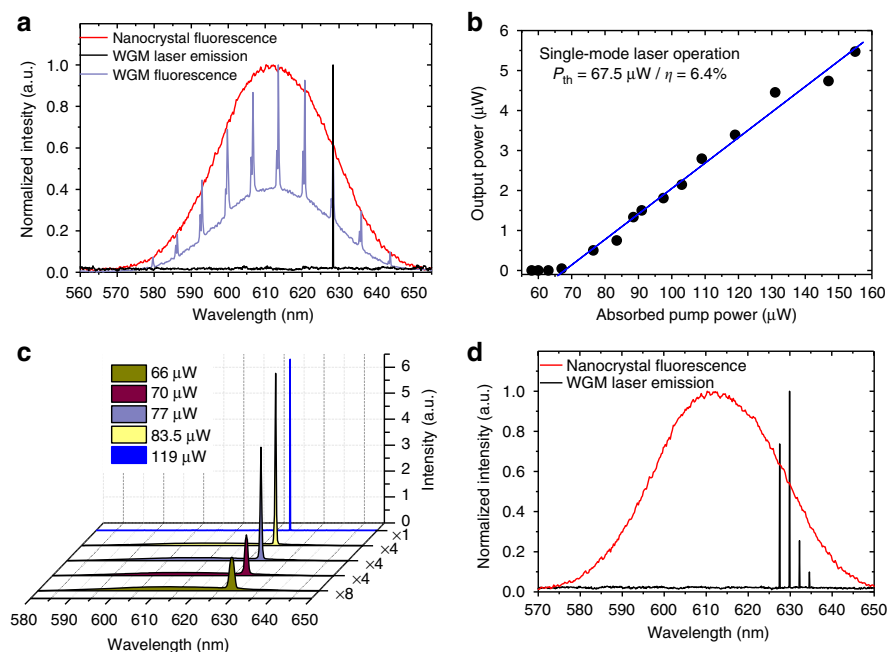 a
Nanocrystal fluorescence
WGM laser emission
WGM fluorescence
1.0
0.8
0.6
0.4
0.2
0.0
Normalized intesity (a.u.)
560 570 580 590 600 610 620 630 640 650
Wavelength (nm)
b
Single-mode laser operation
Pth = 67.5 μW / η = 6.4%
6
5
4
3
2
1
0
Output power (μW)
60 70 80 90 100 110 120 130 140 150 160
Absorbed pump power (μW)
c
66 μW
70 μW
77 μW
83.5 μW
119 μW
6
5
4
3
2
1
0
Intensity (a.u.)
×1
×4
×4
×4
×8
580 590 600 610 620 630 640 650
Wavelength (nm)
d
Nanocrystal fluorescence
WGM laser emission
1.0
0.8
0.6
0.4
0.2
0.0
Normalized intensity (a.u.)
570 580 590 600 610 620 630 640 650
Wavelength (nm)